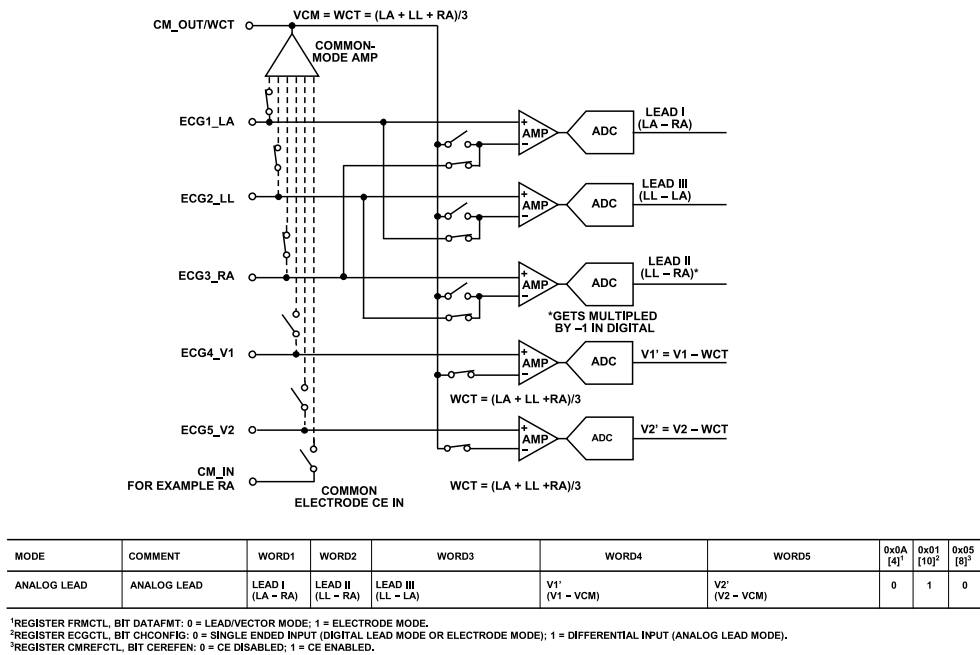 VCM = WCT = (LA + LL + RA)/3
CM_OUT/WCT
COMMON-
MODE AMP
ECG1_LA
+
AMP
–
ADC
LEAD I
(LA – RA)
ECG2_LL
+
AMP
–
ADC
LEAD III
(LL – LA)
ECG3_RA
+
AMP
–
ADC
LEAD II
(LL – RA)*
*GETS MULTIPLED
BY –1 IN DIGITAL
ECG4_V1
+
AMP
–
ADC
V1’ = V1 – WCT
WCT = (LA + LL +RA)/3
ECG5_V2
+
AMP
–
ADC
V2’ = V2 – WCT
WCT = (LA + LL +RA)/3
CM_IN
FOR EXAMPLE RA
COMMON
ELECTRODE CE IN
MODE COMMENT WORD1 WORD2 WORD3 WORD4 WORD5 0x0A [4]1 0x01 [10]2 0x05 [8]3
ANALOG LEAD ANALOG LEAD LEAD I (LA – RA) LEAD II (LL – RA) LEAD III (LL – LA) V1’ (V1 – VCM) V2’ (V2 – VCM) 0 1 0
1REGISTER FRMCTL, BIT DATAFMT: 0 = LEAD/VECTOR MODE; 1 = ELECTRODE MODE.
2REGISTER ECGCTL, BIT CHCONFIG: 0 = SINGLE ENDED INPUT (DIGITAL LEAD MODE OR ELECTRODE MODE); 1 = DIFFERENTIAL INPUT (ANALOG LEAD MODE).
3REGISTER CMREFCTL, BIT CEREFEN: 0 = CE DISABLED; 1 = CE ENABLED.